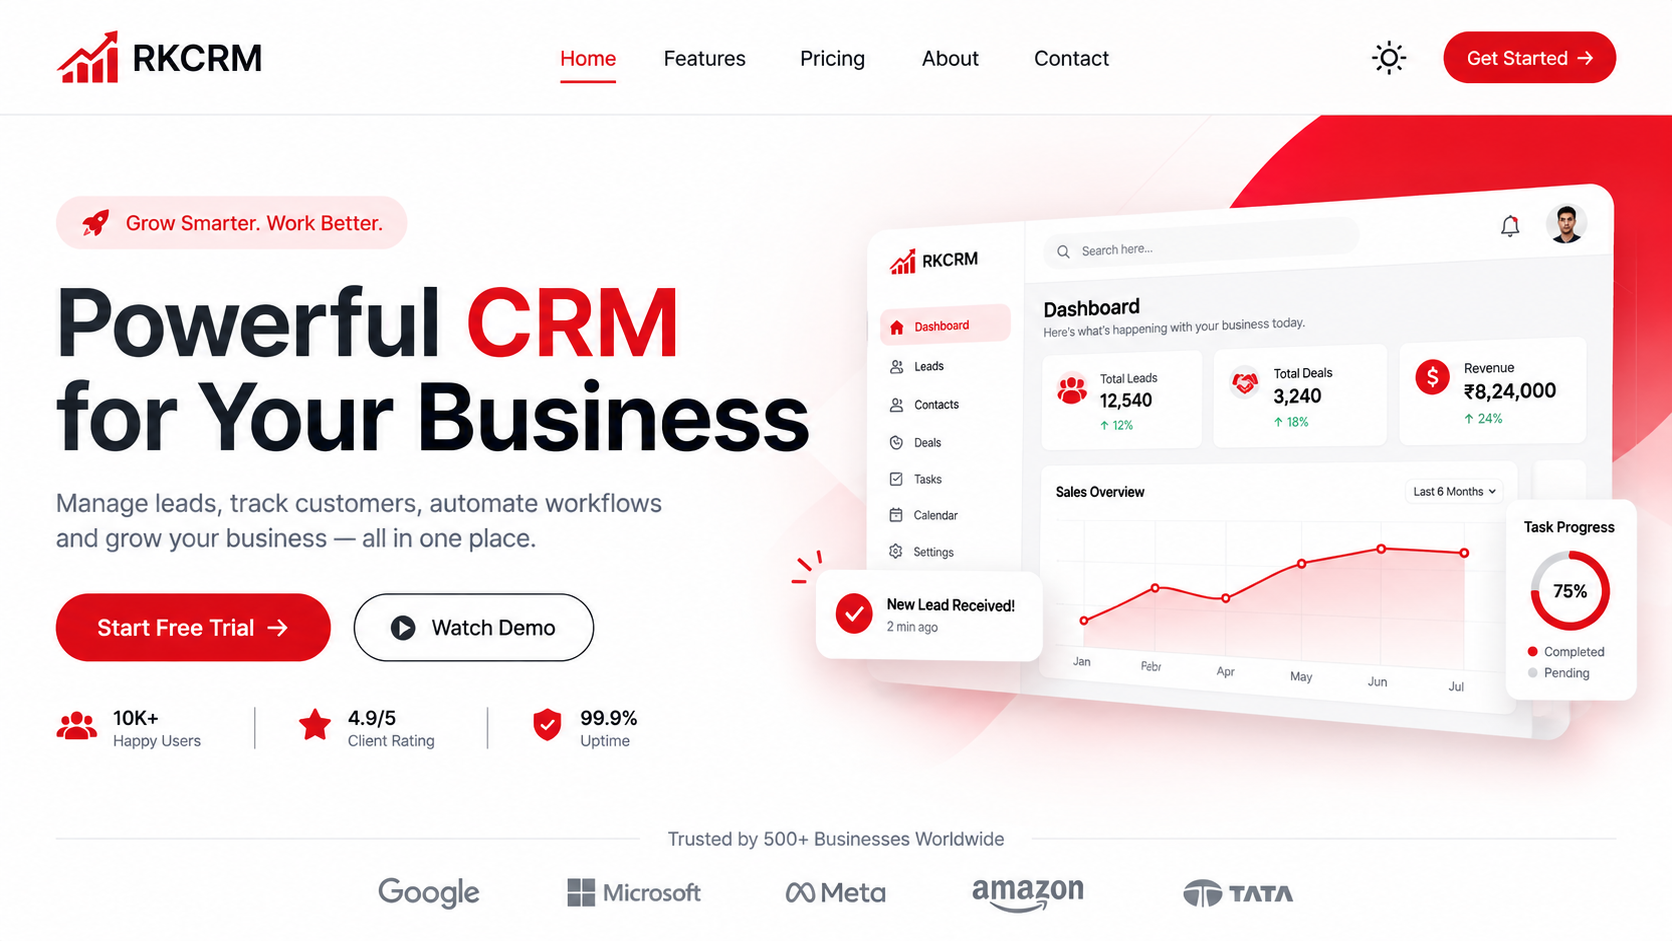 RKCRM
Home
Features
Pricing
About
Contact
Get Started →
Grow Smarter. Work Better.
Powerful CRM
for Your Business
Manage leads, track customers, automate workflows
and grow your business — all in one place.
Start Free Trial →
Watch Demo
10K+
Happy Users
4.9/5
Client Rating
99.9%
Uptime
RKCRM
Search here...
Dashboard
Leads
Contacts
Deals
Tasks
Calendar
Settings
Dashboard
Here's what's happening with your business today.
Total Leads
12,540
↑ 12%
Total Deals
3,240
↑ 18%
Revenue
₹8,24,000
↑ 24%
Sales Overview
Last 6 Months
Jan
Febr
Apr
May
Jun
Jul
New Lead Received!
2 min ago
Task Progress
75%
Completed
Pending
Trusted by 500+ Businesses Worldwide
Google
Microsoft
Meta
amazon
TATA